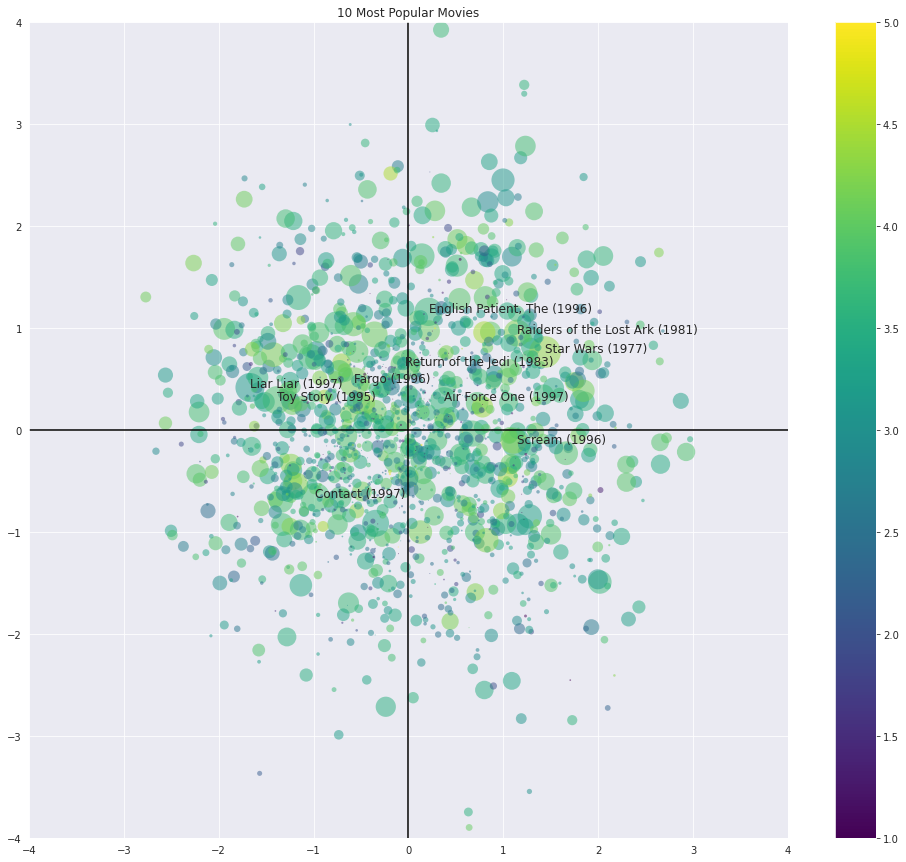 10 Most Popular Movies
4
3
2
1
0
−1
−2
−3
−4
−4
−3
−2
−1
0
1
2
3
4
English Patient, The (1996)
Raiders of the Lost Ark (1981)
Star Wars (1977)
Return of the Jedi (1983)
Fargo (1996)
Liar Liar (1997)
Toy Story (1995)
Air Force One (1997)
Scream (1996)
Contact (1997)
5.0
4.5
4.0
3.5
3.0
2.5
2.0
1.5
1.0